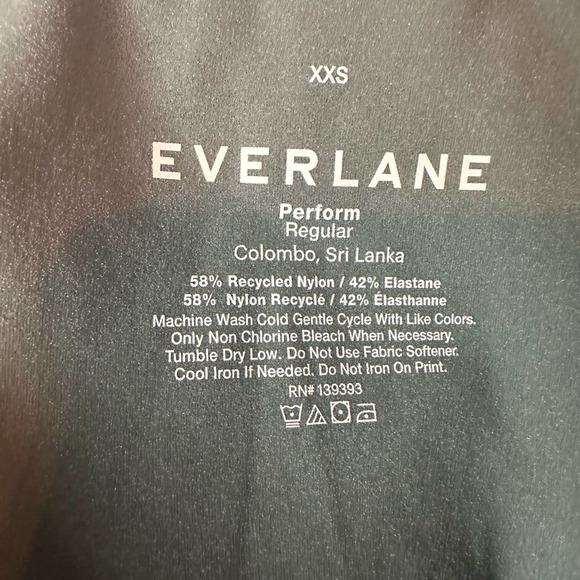 XXS
EVERLANE
Perform
Regular
Colombo, Sri Lanka
58% Recycled Nylon / 42% Elastane
58% Nylon Recyclé / 42% Élasthanne
Machine Wash Cold Gentle Cycle With Like Colors.
Only Non Chlorine Bleach When Necessary.
Tumble Dry Low. Do Not Use Fabric Softener.
Cool Iron If Needed. Do Not Iron On Print.
RN# 139393